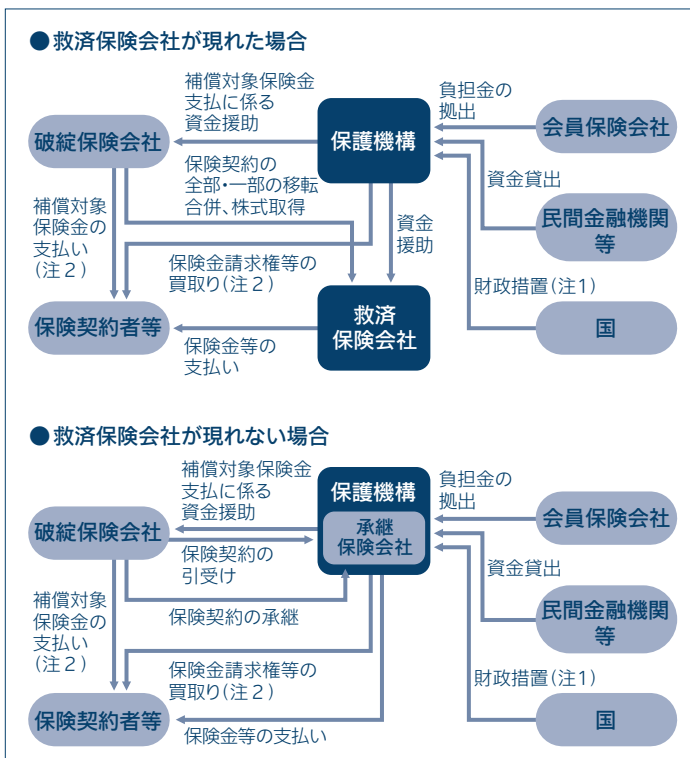 ●救済保険会社が現れた場合
補償対象保険金
支払に係る
資金援助
負担金の
拠出
破綻保険会社
保護機構
会員保険会社
保険契約の
全部・一部の移転
合併、株式取得
資金貸出
補償対象
保険金の
支払い
(注2)
資金
援助
民間金融機関
等
保険金請求権等の
買取り(注2)
財政措置(注1)
保険契約者等
救済
保険会社
国
保険金等の
支払い
●救済保険会社が現れない場合
補償対象保険金
支払に係る
資金援助
負担金の
拠出
保護機構
破綻保険会社
承継
保険会社
会員保険会社
保険契約の
引受け
資金貸出
補償対象
保険金の
支払い
(注2)
保険契約の承継
民間金融機関
等
保険金請求権等の
買取り(注2)
財政措置(注1)
保険契約者等
国
保険金等の支払い